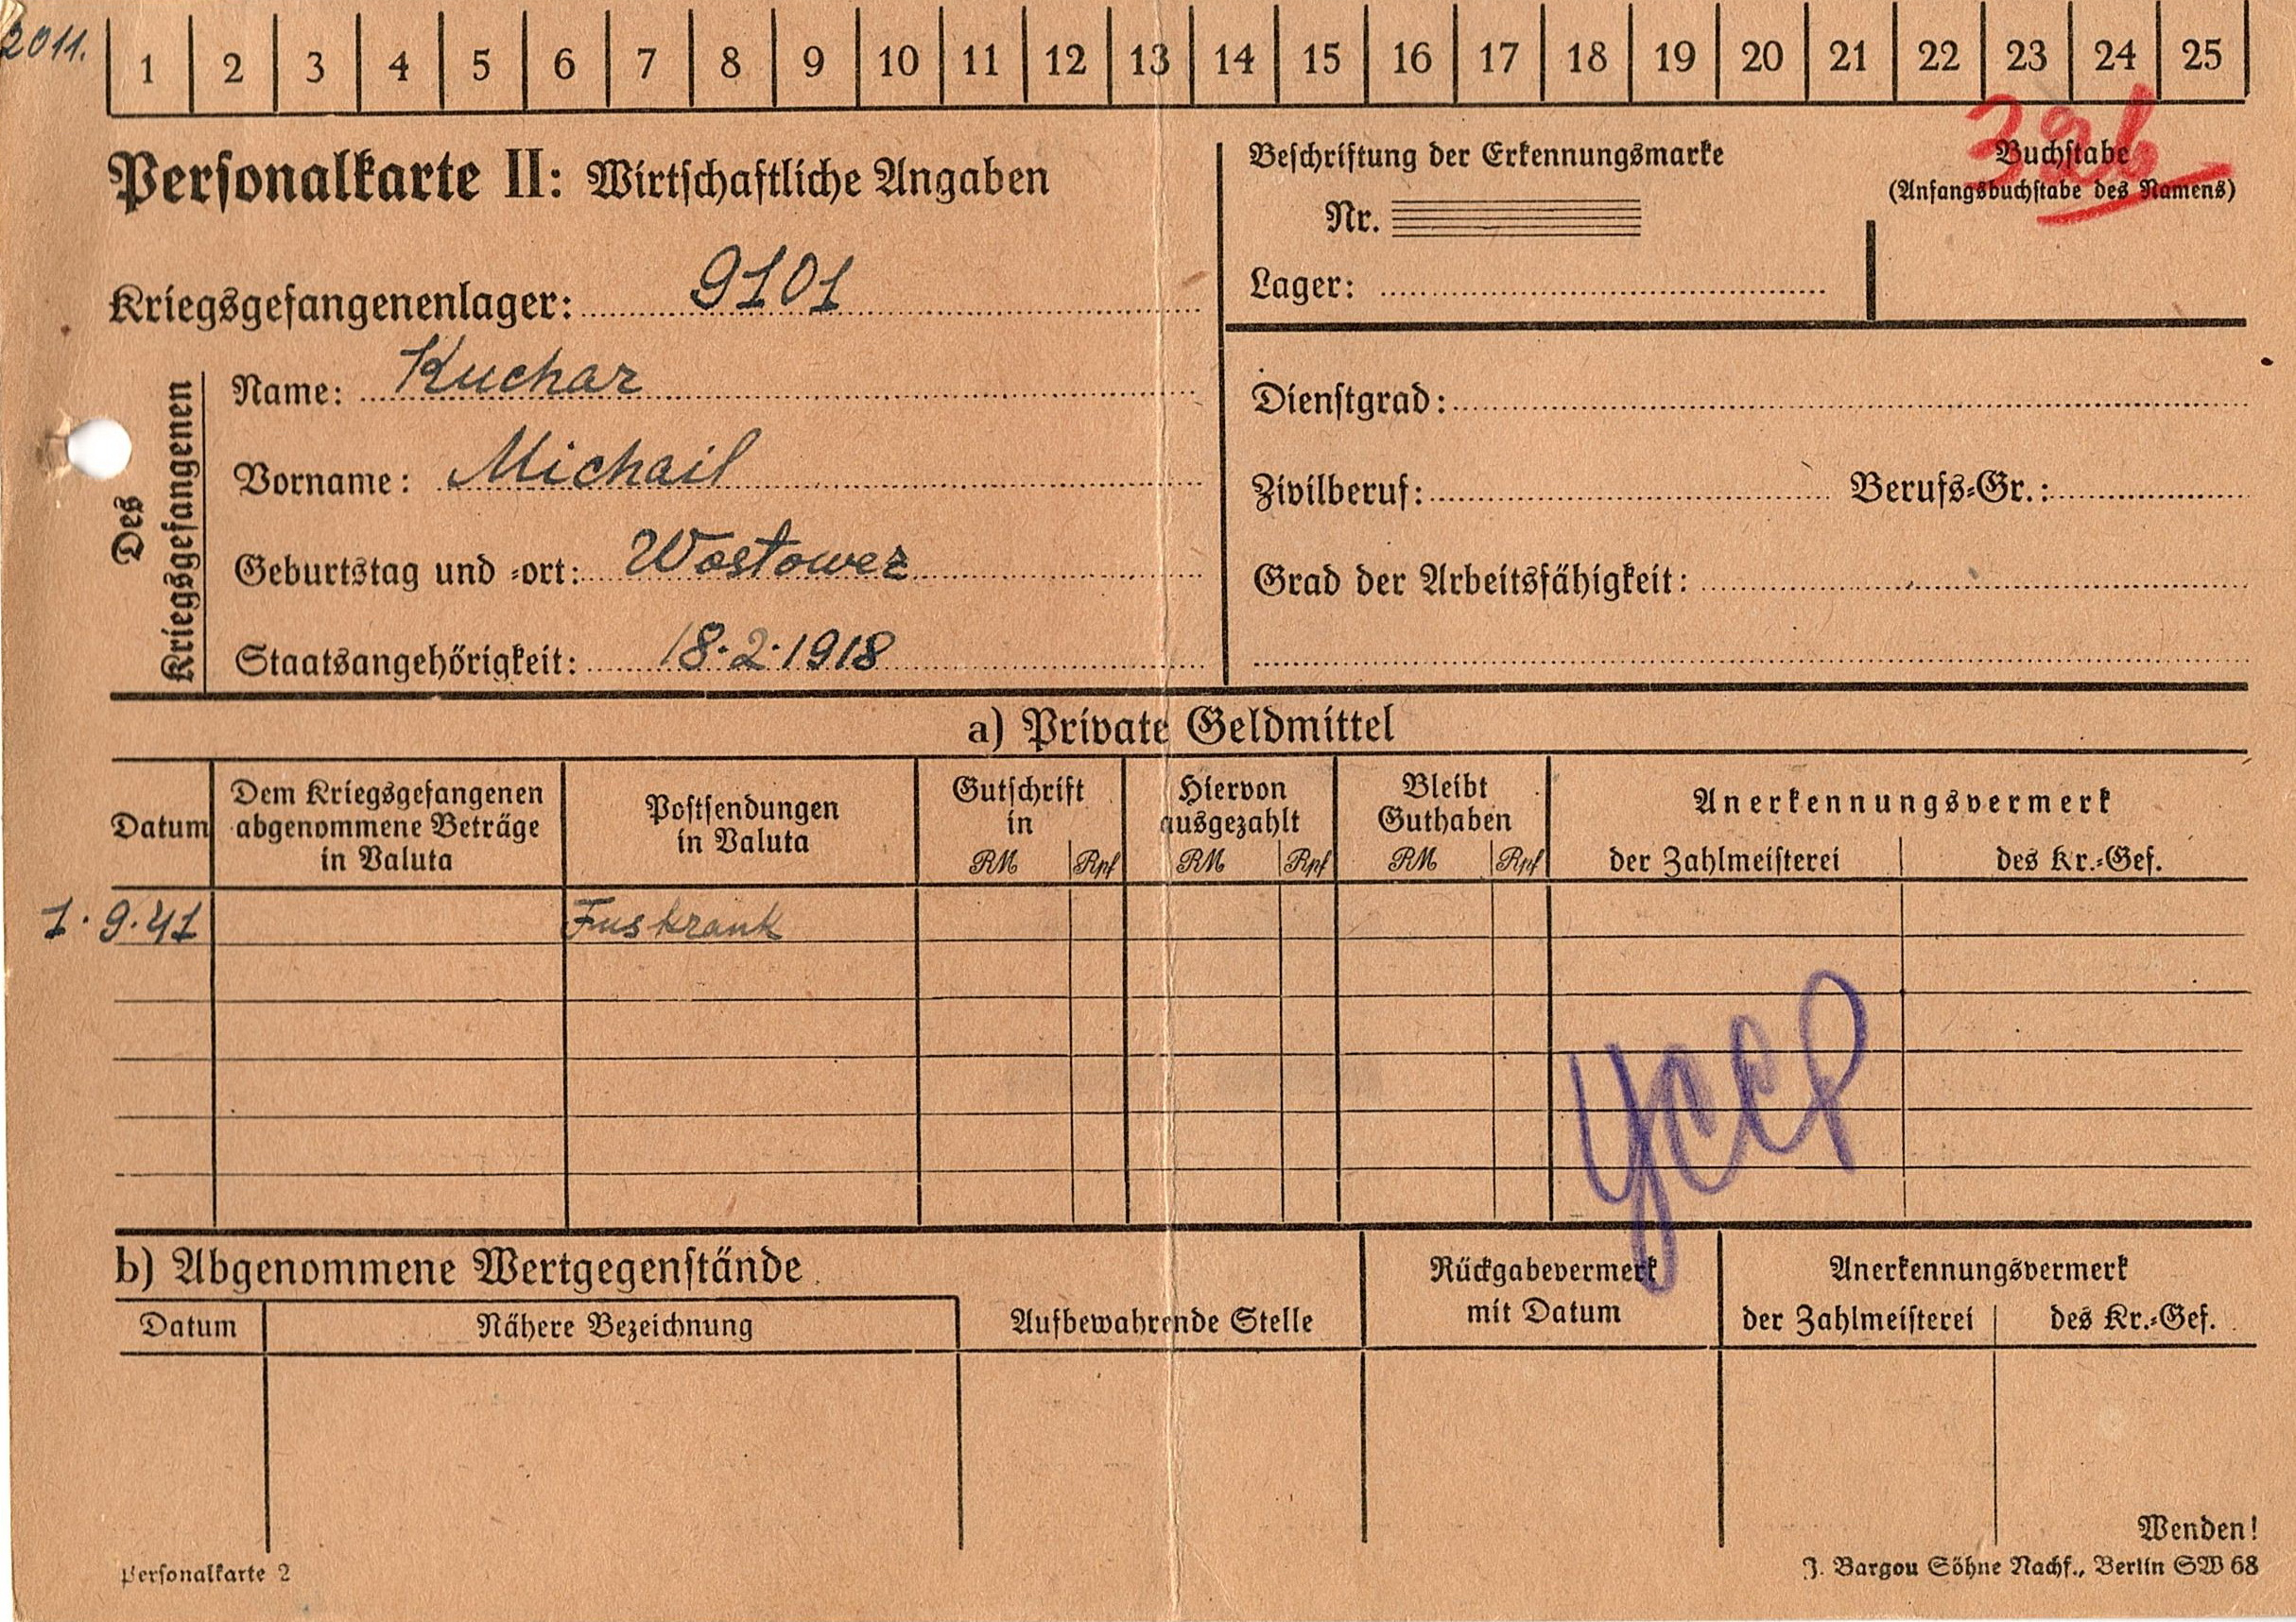 2011.
1 2 3 4 5 6 7 8 9 10 11 12 13 14 15 16 17 18 19 20 21 22 23 24 25
Personalkarte II: Wirtschaftliche Angaben
Kriegsgefangenenlager: 9101
Des Kriegsgefangenen
Name: Kuchar
Vorname: Michail
Geburtstag und -ort: Wostowez
Staatsangehörigkeit: 18.2.1918
Beschriftung der Erkennungsmarke
Nr.
Lager:
Buchstabe
(Anfangsbuchstabe des Namens)
Dienstgrad:
Zivilberuf: Berufs-Gr.:
Grad der Arbeitsfähigkeit:
a) Private Geldmittel
Datum
Dem Kriegsgefangenen
abgenommene Beträge
in Valuta
Postsendungen
in Valuta
Gutschrift
in
RM Rpf
Hiervon
ausgezahlt
RM Rpf
Bleibt
Guthaben
RM Rpf
Anerkennungsvermerk
der Zahlmeisterei des Kr.-Gef.
1.9.41 Fuskrank
УССР
b) Abgenommene Wertgegenstände
Datum Nähere Bezeichnung
Aufbewahrende Stelle
Rückgabevermerk
mit Datum
Anerkennungsvermerk
der Zahlmeisterei des Kr.-Gef.
Wenden!
Personalkarte 2
J. Bargou Söhne Nachf., Berlin SW 68